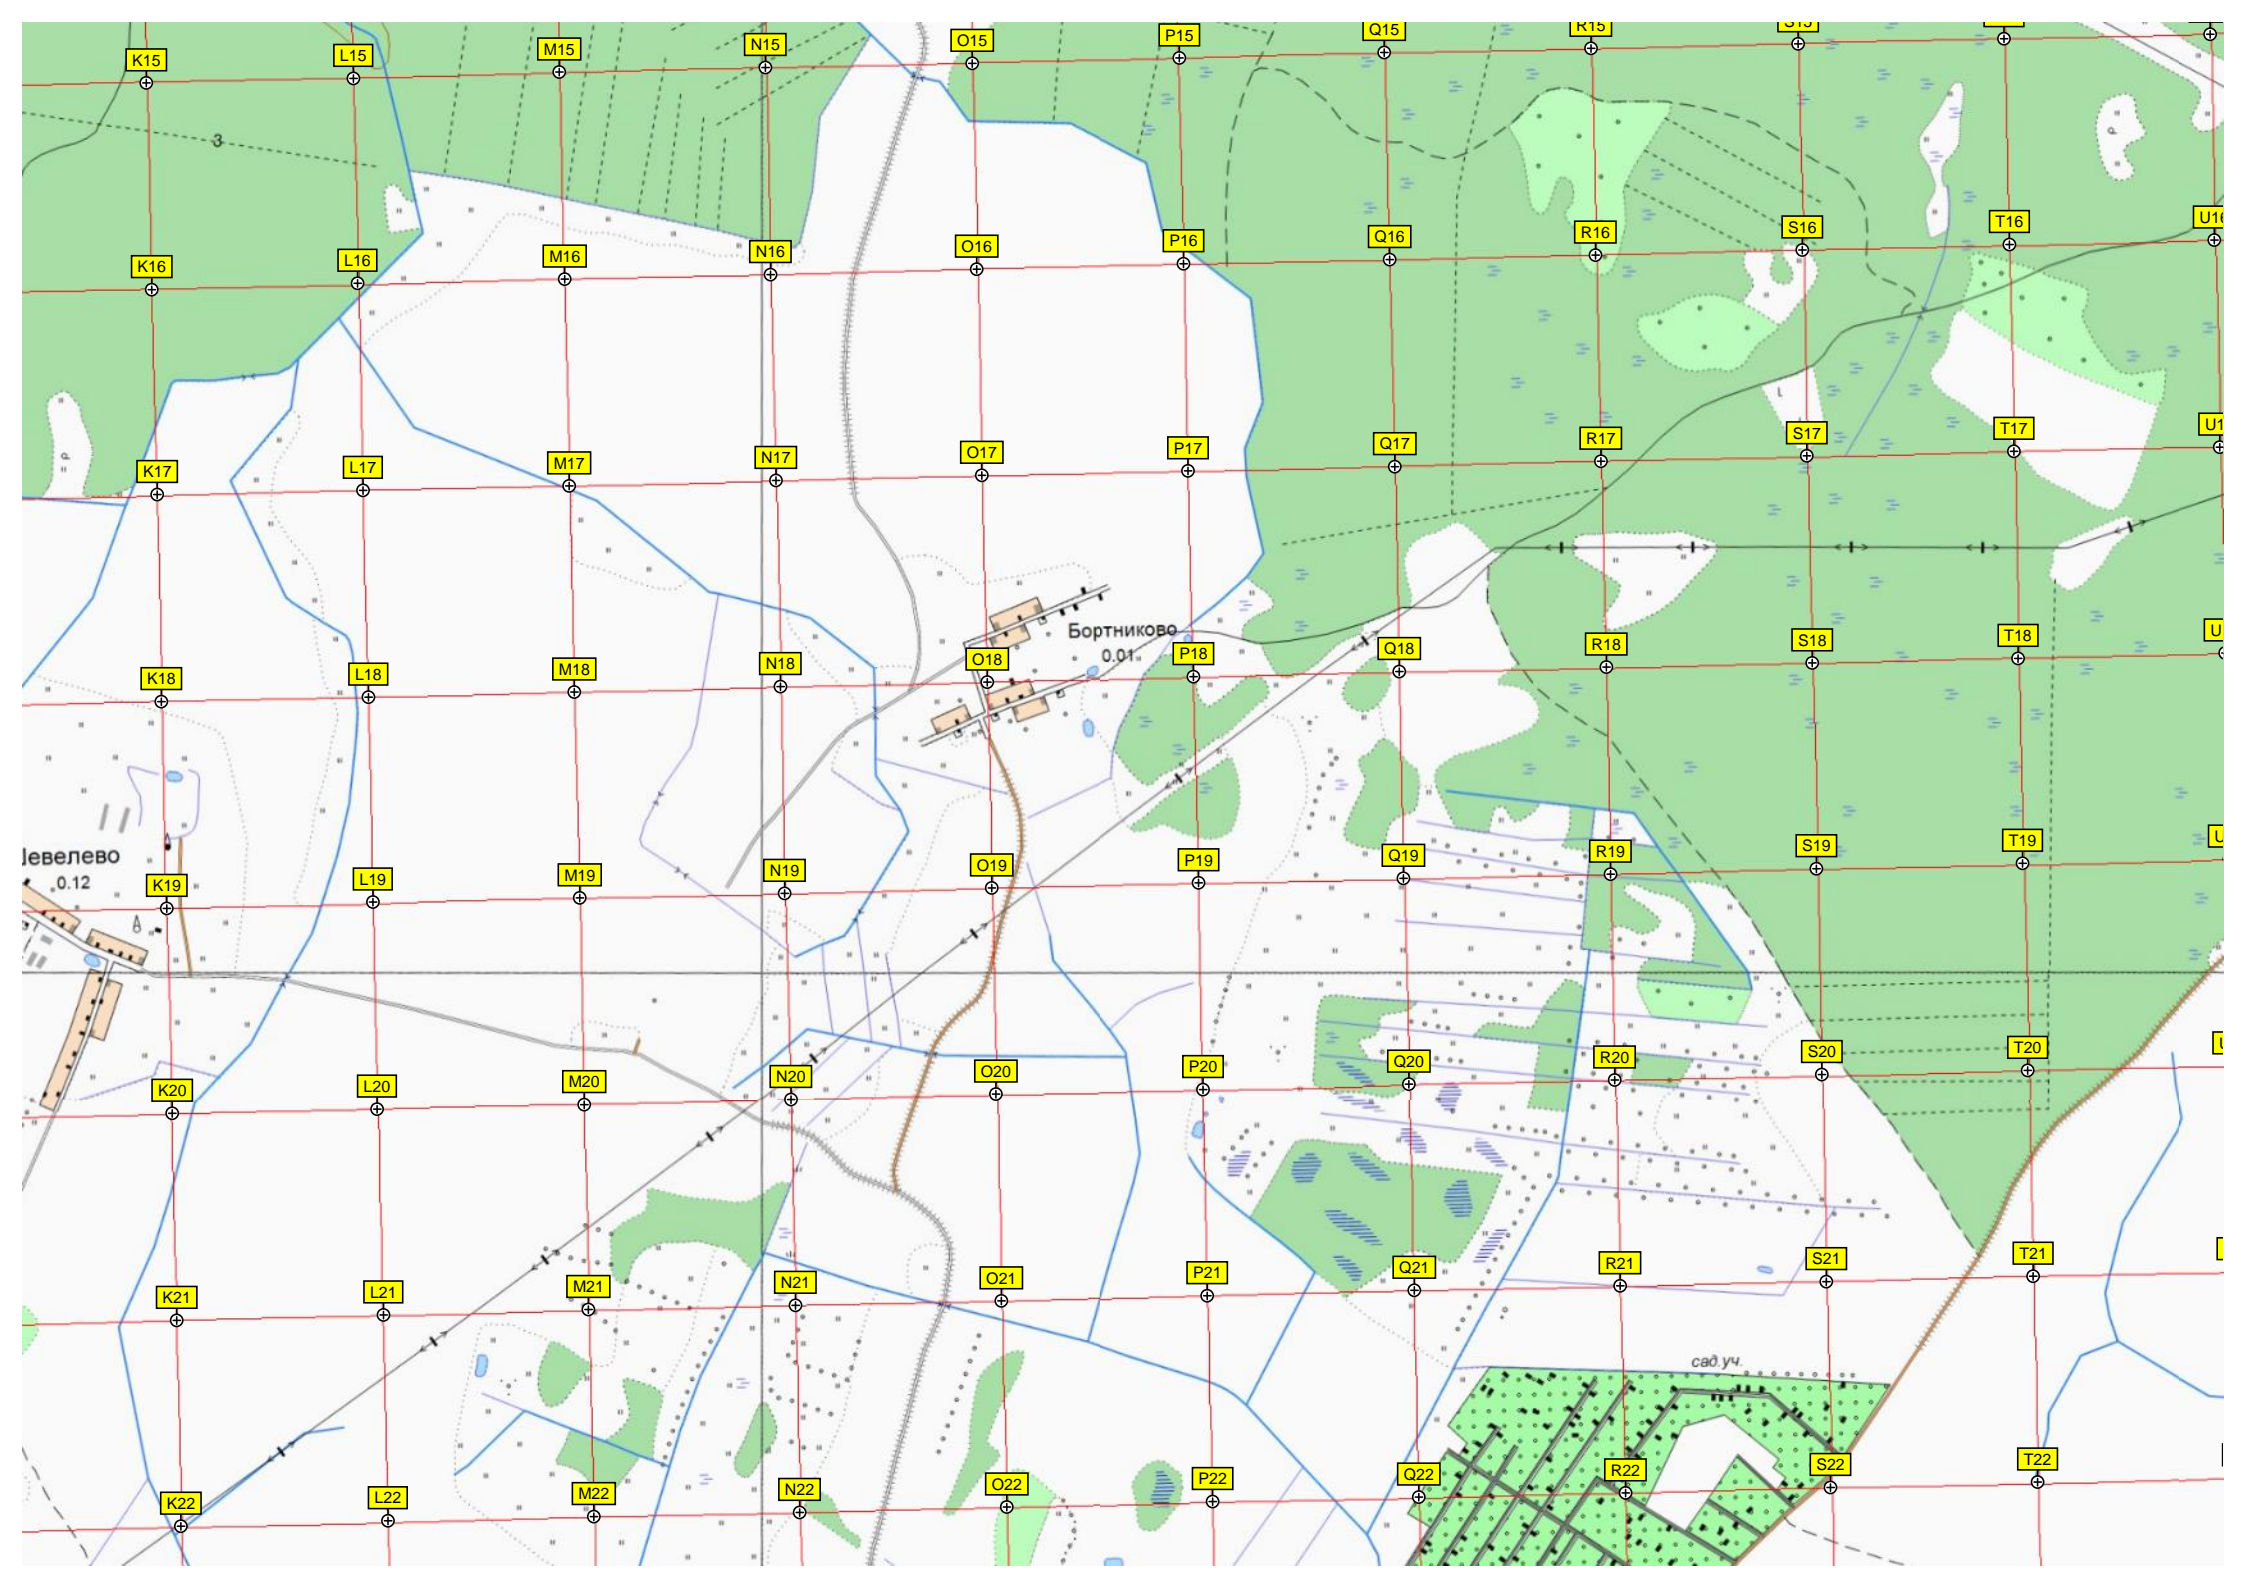 K15 L15 M15 N15 O15 P15 Q15 R15 S15
3
K16 L16 M16 N16 O16 P16 Q16 R16 S16 T16 U16
K17 L17 M17 N17 O17 P17 Q17 R17 S17 T17
Бортниково
0.01
K18 L18 M18 N18 O18 P18 Q18 R18 S18 T18
евелево
0.12
K19 L19 M19 N19 O19 P19 Q19 R19 S19 T19
K20 L20 M20 N20 O20 P20 Q20 R20 S20 T20
K21 L21 M21 N21 O21 P21 Q21 R21 S21 T21
сад.уч.
K22 L22 M22 N22 O22 P22 Q22 R22 S22 T22